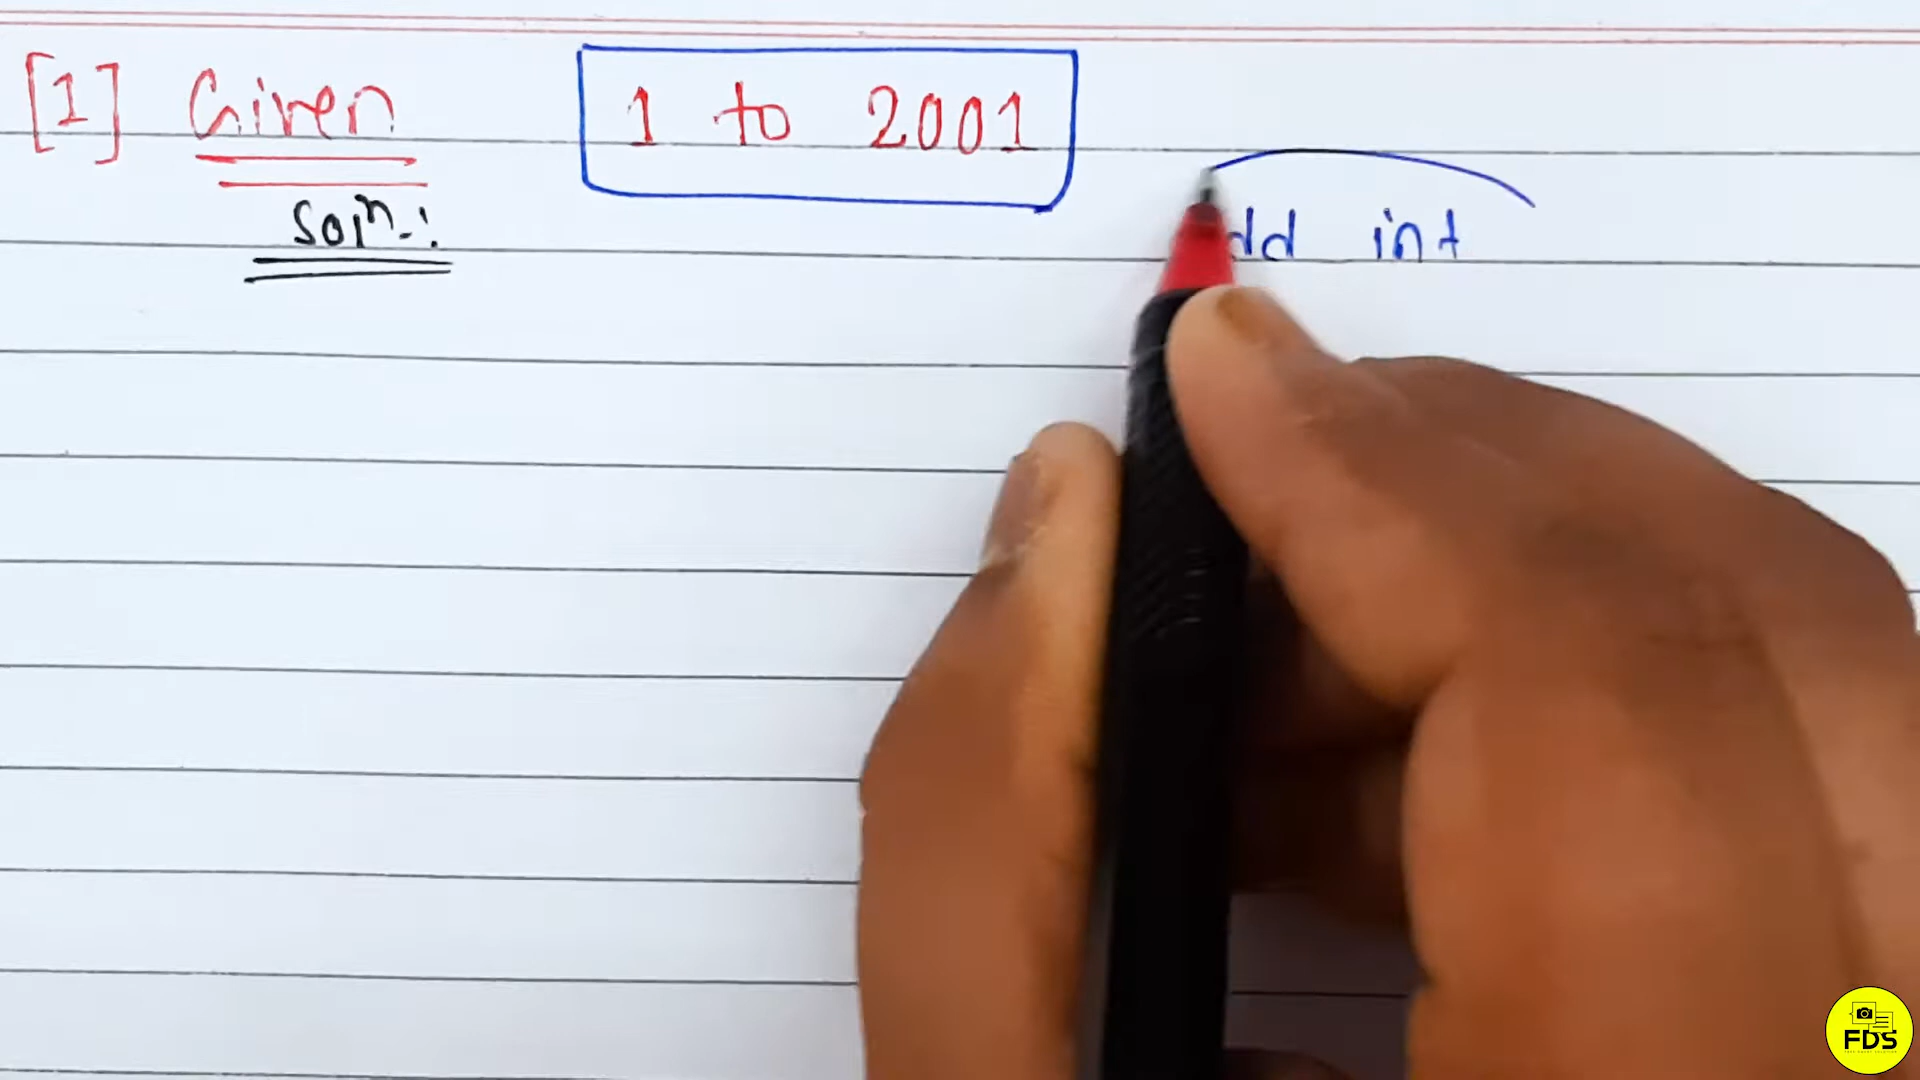 [1] Given 1 to 2001
Soln-:
dd int
FDS